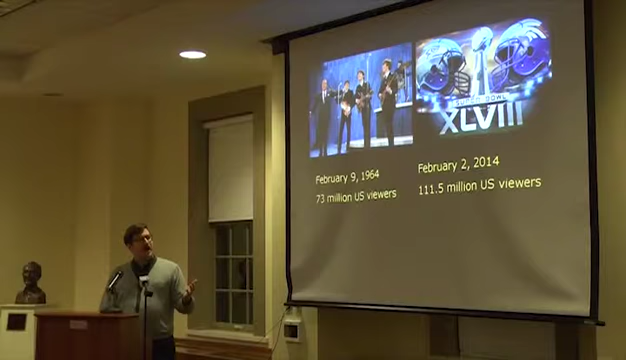 SUPER BOWL
XLVIII
February 9, 1964
73 million US viewers
February 2, 2014
111.5 million US viewers